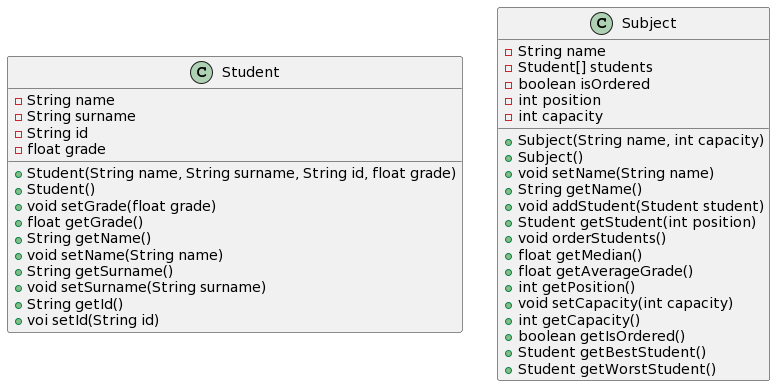 C Student
String name
String surname
String id
float grade
Student(String name, String surname, String id, float grade)
Student()
void setGrade(float grade)
float getGrade()
String getName()
void setName(String name)
String getSurname()
void setSurname(String surname)
String getId()
voi setId(String id)
C Subject
String name
Student[] students
boolean isOrdered
int position
int capacity
Subject(String name, int capacity)
Subject()
void setName(String name)
String getName()
void addStudent(Student student)
Student getStudent(int position)
void orderStudents()
float getMedian()
float getAverageGrade()
int getPosition()
void setCapacity(int capacity)
int getCapacity()
boolean getIsOrdered()
Student getBestStudent()
Student getWorstStudent()